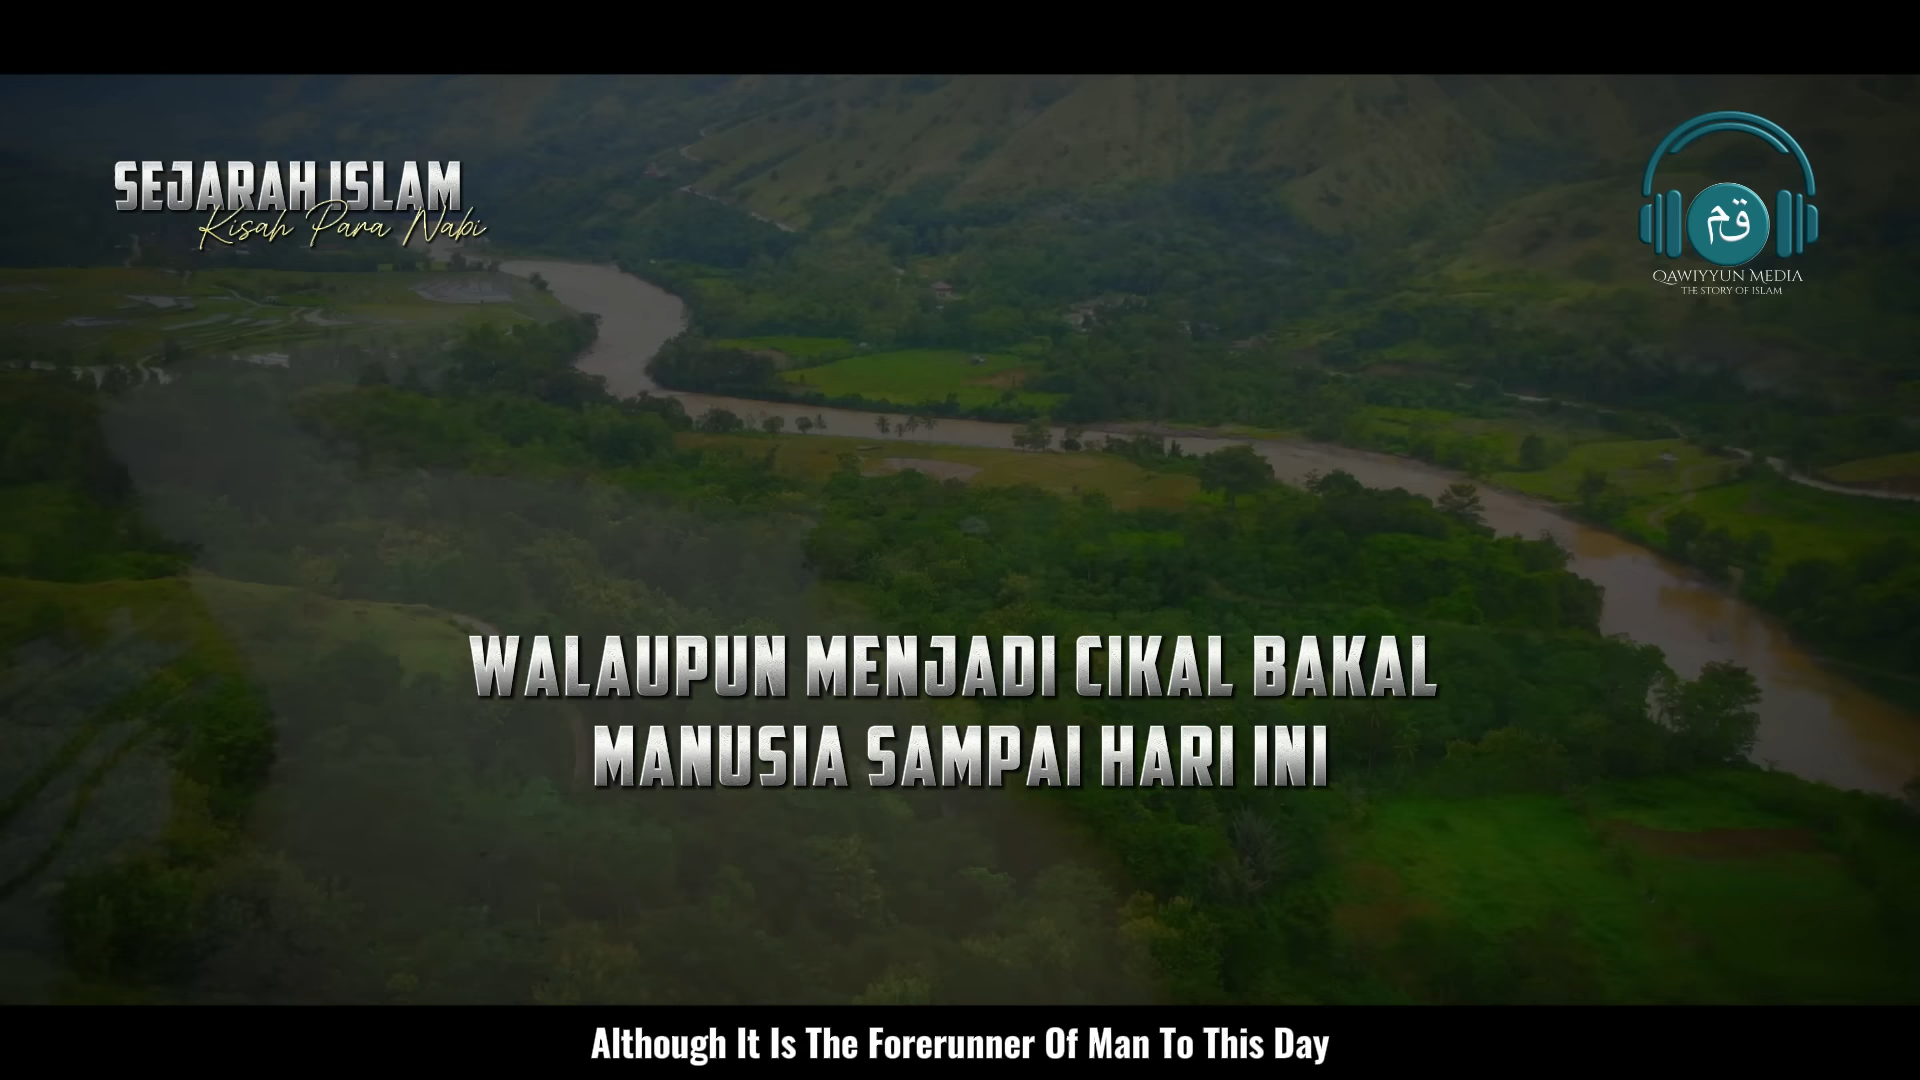 SEJARAH ISLAM
Kisah Para Nabi
قم
QAWIYYUN MEDIA
THE STORY OF ISLAM
WALAUPUN MENJADI CIKAL BAKAL
MANUSIA SAMPAI HARI INI
Although It Is The Forerunner Of Man To This Day